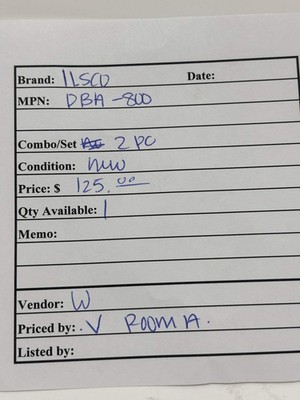 Brand: ILSCO Date:
MPN: DBA-800
Combo/Set 2 PC
Condition: new
Price: $ 125.00
Qty Available: 1
Memo:
Vendor: W
Priced by: V ROOM A.
Listed by: